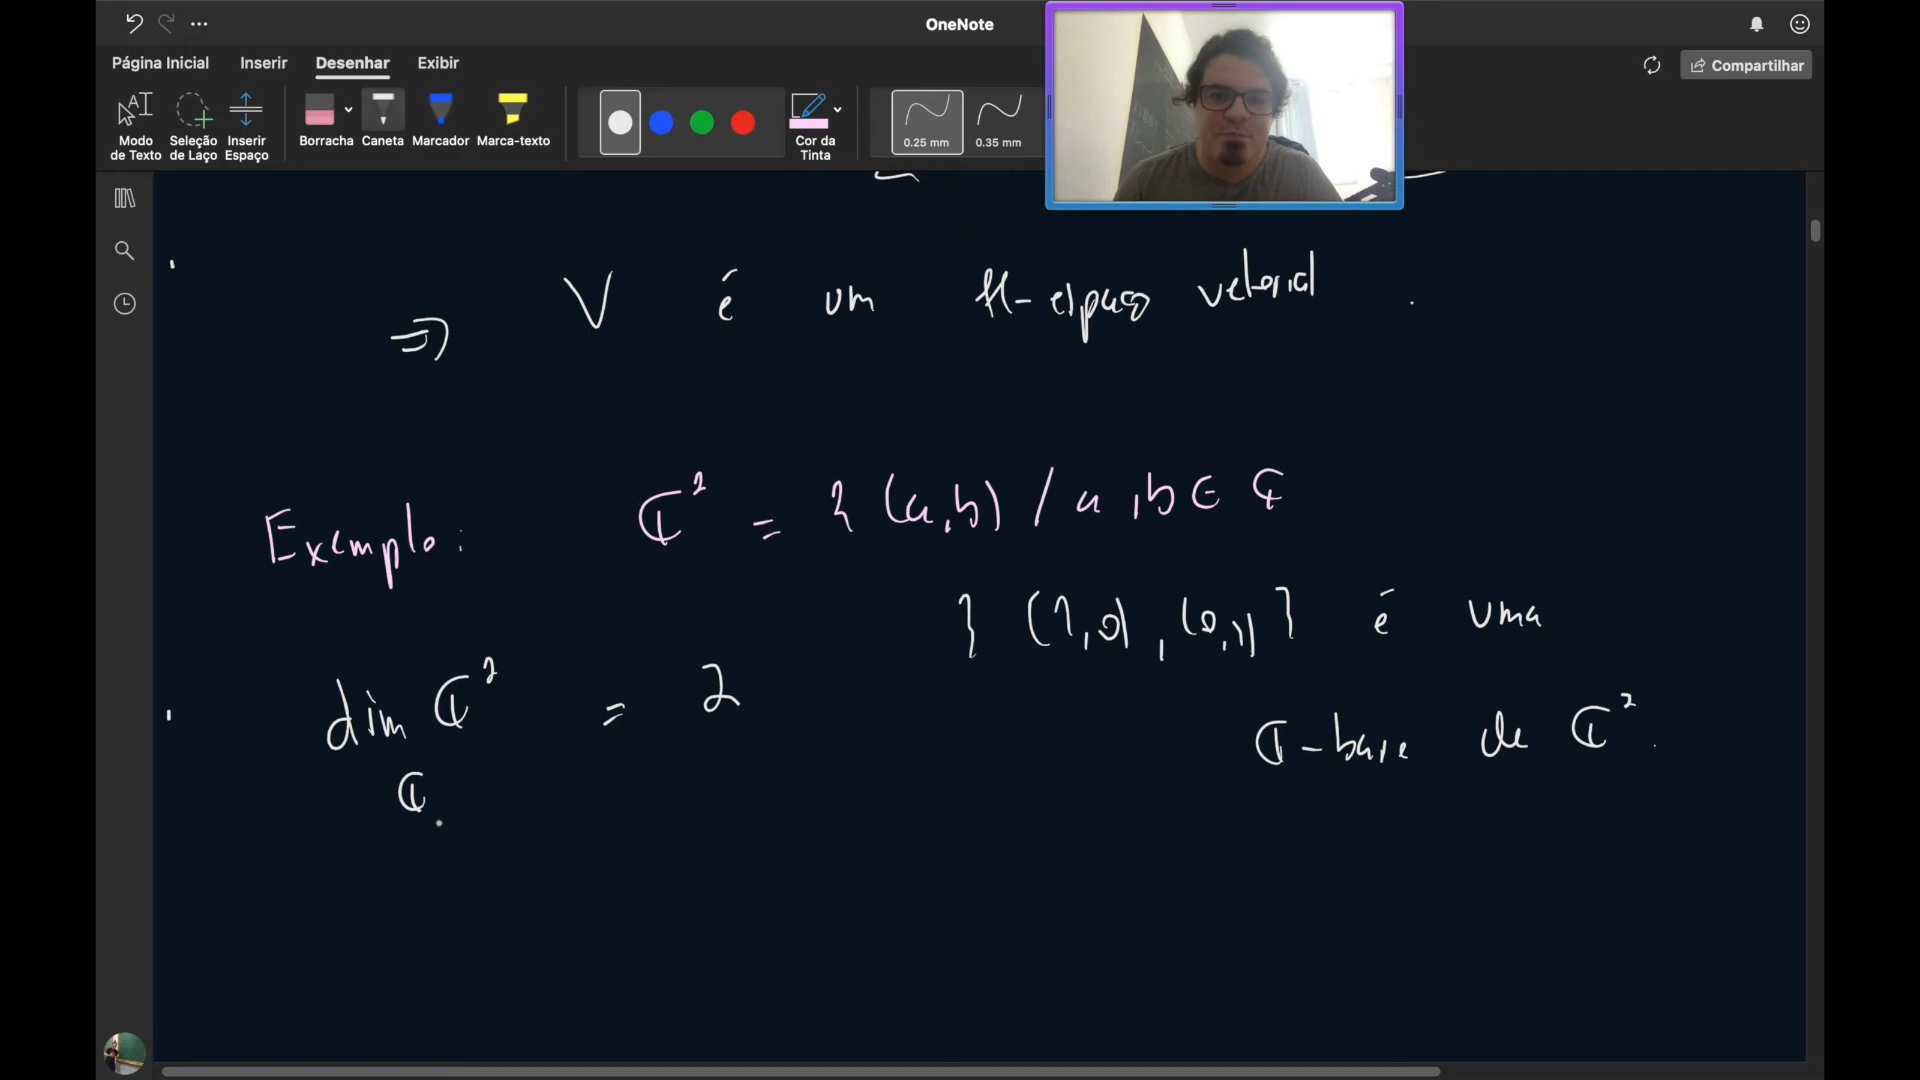 OneNote
Página Inicial Inserir Desenhar Exibir
Compartilhar
Modo de Texto Seleção de Laço Inserir Espaço Borracha Caneta Marcador Marca-texto Cor da Tinta 0.25 mm 0.35 mm
⇒ V é um ℝ-espaço vetorial.
Exemplo: ℂ² = { (a,b) / a,b ∈ ℂ
{ (1,0), (0,1) } é uma
dim ℂ² = 2
ℂ-base de ℂ².
ℂ